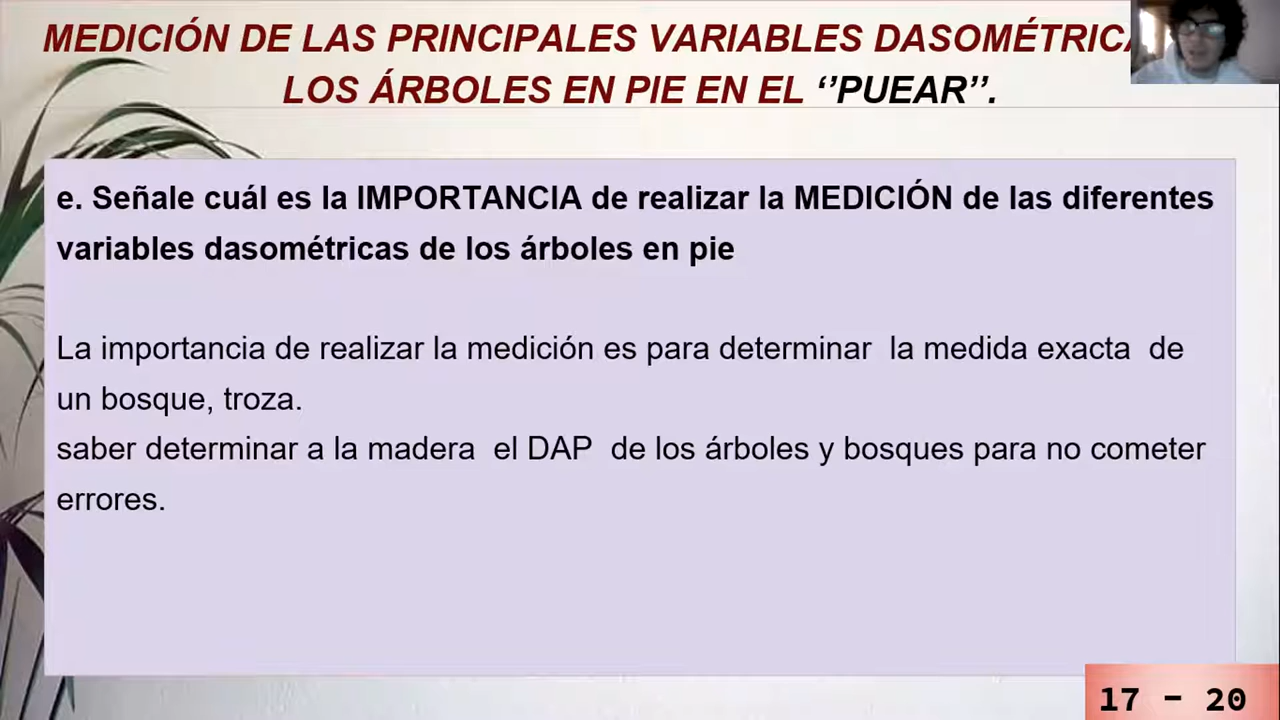 MEDICIÓN DE LAS PRINCIPALES VARIABLES DASOMÉTRICA
LOS ÁRBOLES EN PIE EN EL ‘’PUEAR’’.
e. Señale cuál es la IMPORTANCIA de realizar la MEDICIÓN de las diferentes
variables dasométricas de los árboles en pie
La importancia de realizar la medición es para determinar la medida exacta de
un bosque, troza.
saber determinar a la madera el DAP de los árboles y bosques para no cometer
errores.
17 - 20